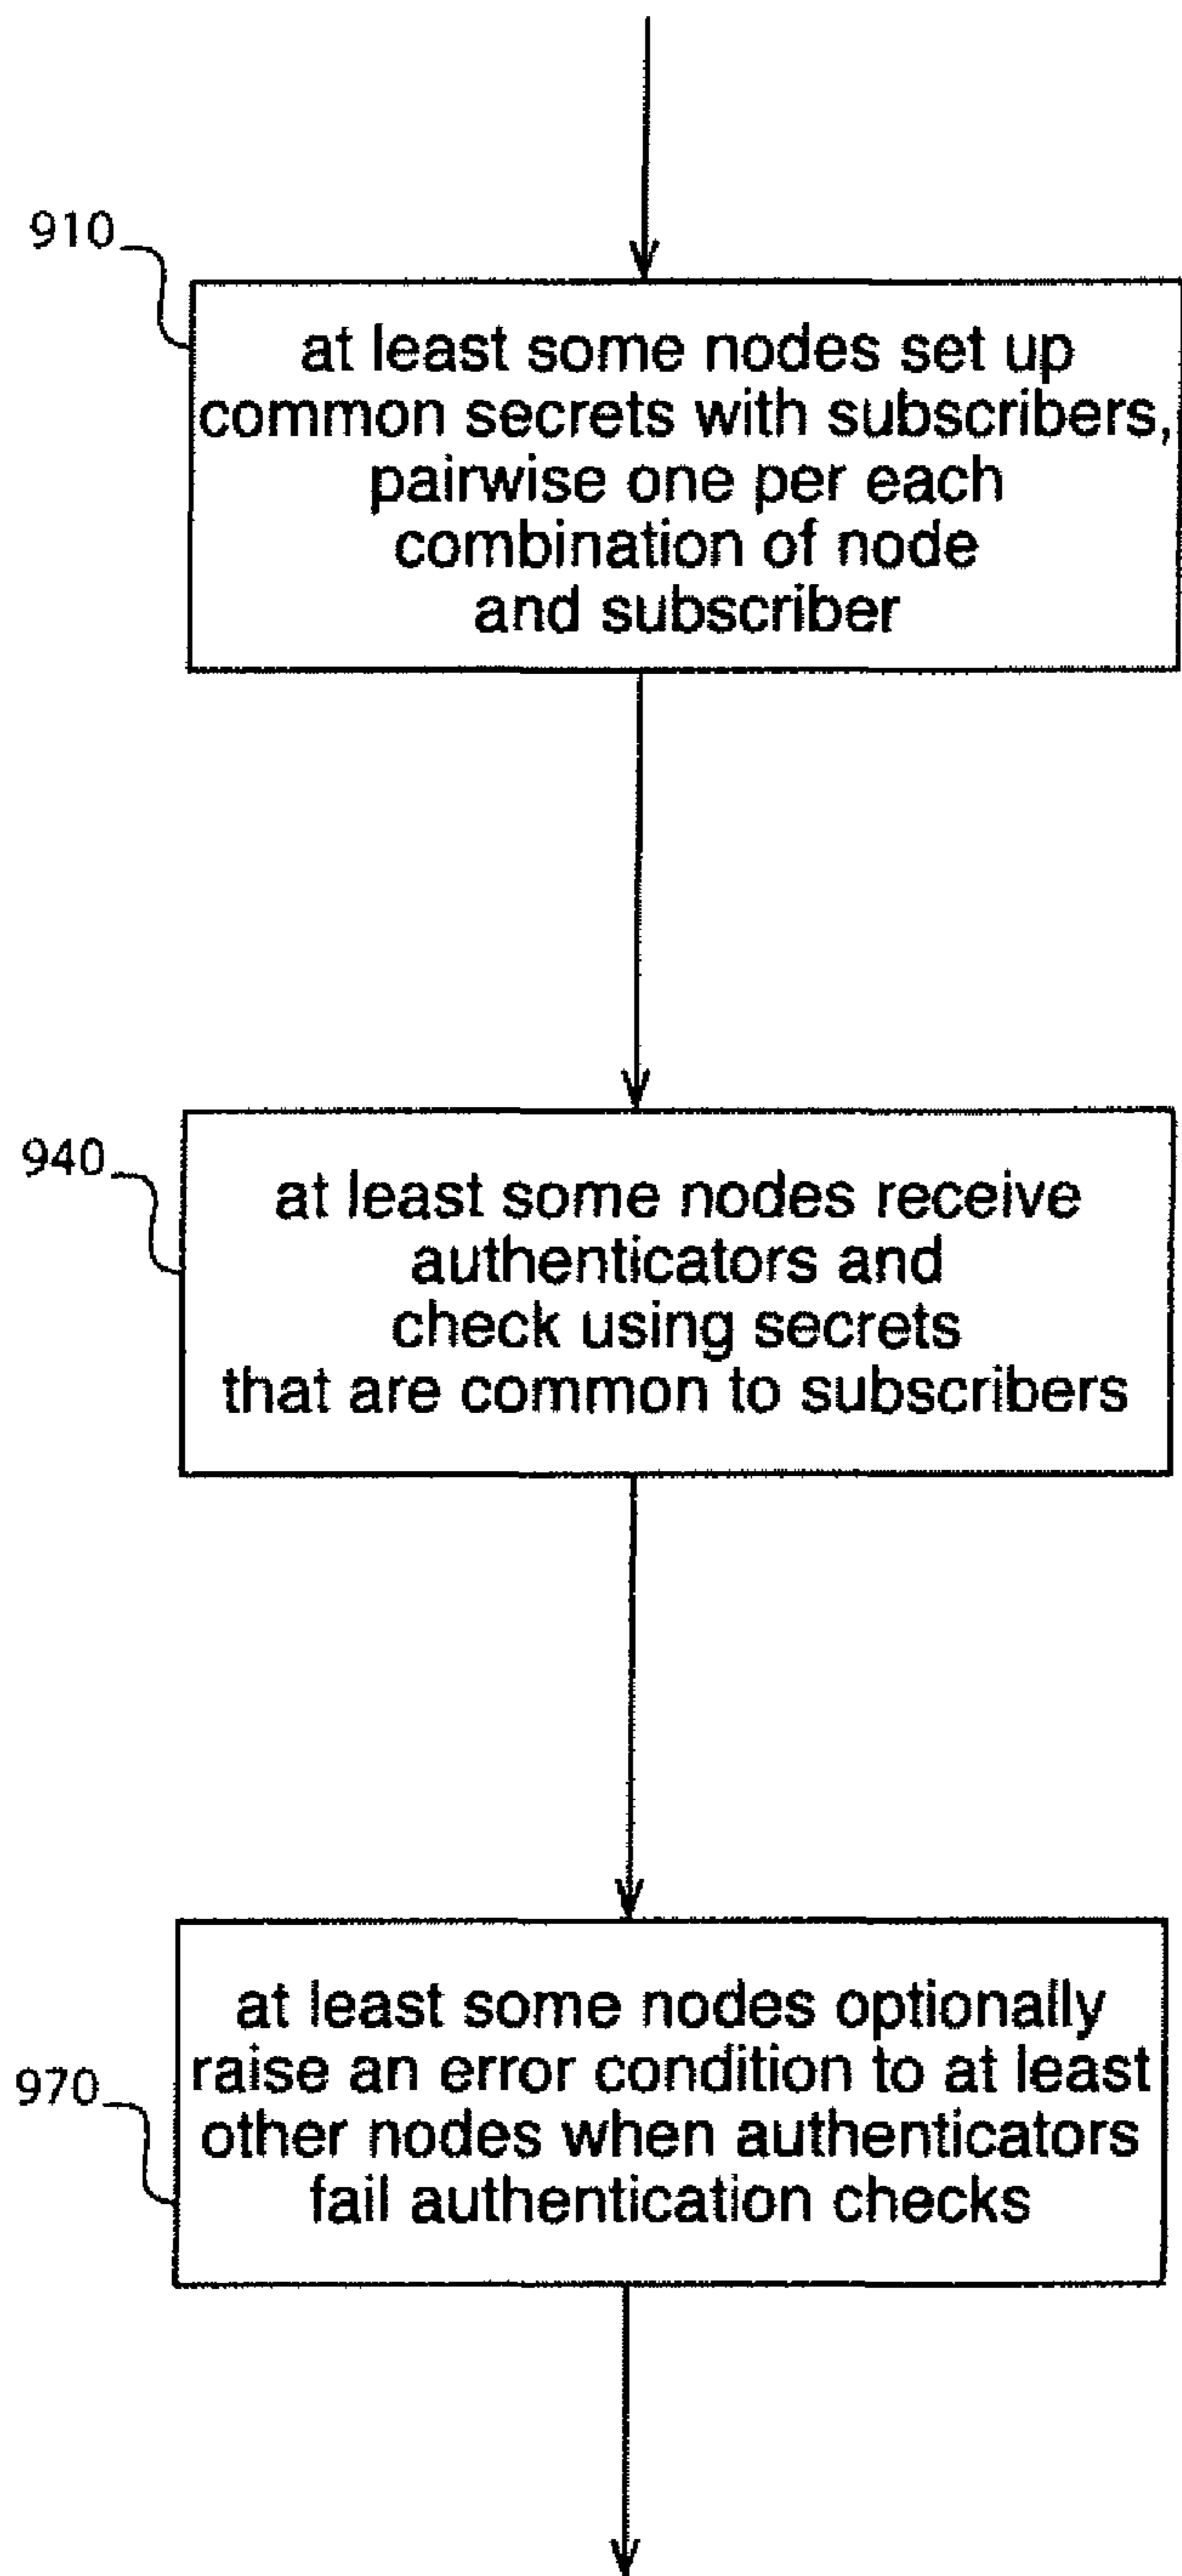 910
at least some nodes set up
common secrets with subscribers,
pairwise one per each
combination of node
and subscriber
940
at least some nodes receive
authenticators and
check using secrets
that are common to subscribers
at least some nodes optionally
raise an error condition to at least
970
other nodes when authenticators
fail authentication checks